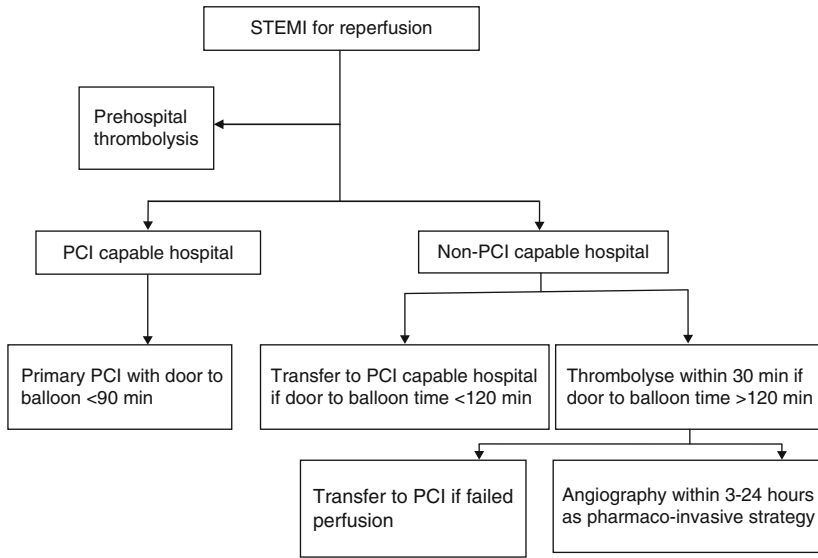 STEMI for reperfusion
Prehospital
thrombolysis
PCI capable hospital
Non-PCI capable hospital
Primary PCI with door to
balloon <90 min
Transfer to PCI capable hospital
if door to balloon time <120 min
Thrombolyse within 30 min if
door to balloon time >120 min
Transfer to PCI if failed
perfusion
Angiography within 3-24 hours
as pharmaco-invasive strategy